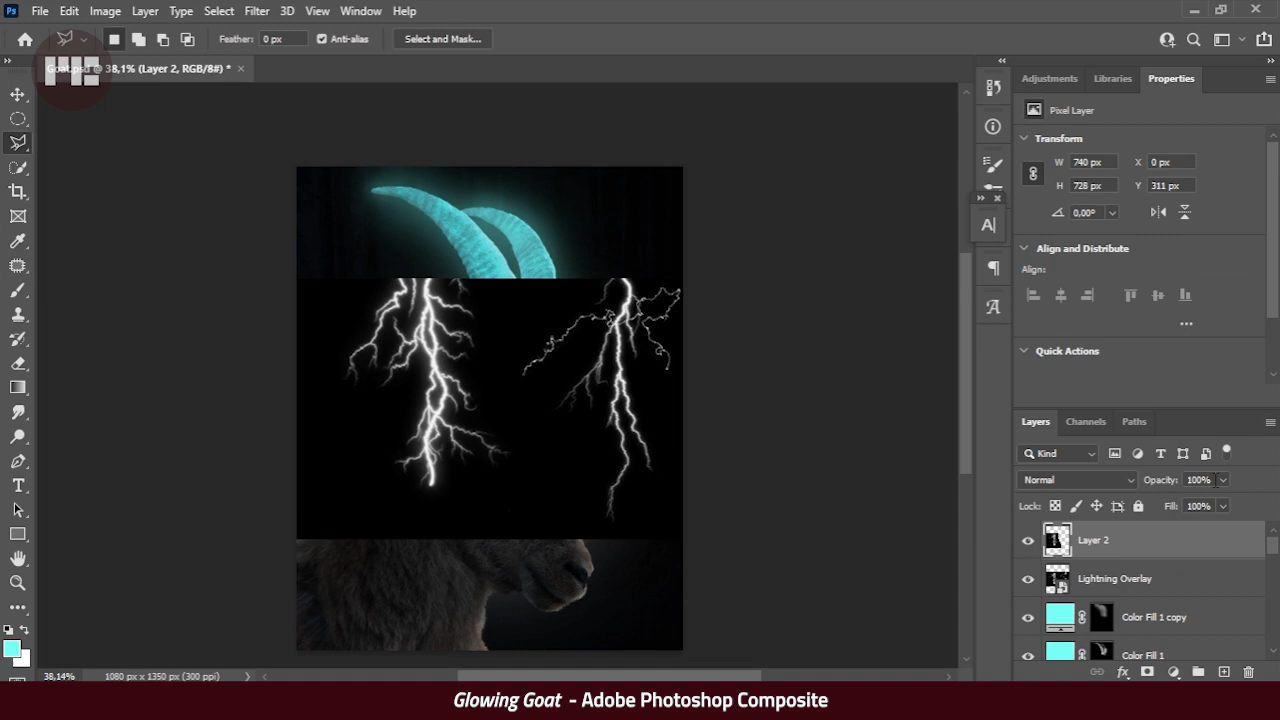 Ps File Edit Image Layer Type Select Filter 3D View Window Help
Feather: 0 px Anti-alias Select and Mask...
Goat.psd @ 38,1% (Layer 2, RGB/8#) * ×
Adjustments Libraries Properties
Pixel Layer
Transform
W 740 px X 0 px
H 728 px Y 311 px
0,00°
Align and Distribute
Align:
Quick Actions
Layers Channels Paths
Kind
Normal Opacity: 100%
Lock: Fill: 100%
Layer 2
Lightning Overlay
Color Fill 1 copy
Color Fill 1
38,14% 1080 px x 1350 px (300 ppi)
Glowing Goat - Adobe Photoshop Composite